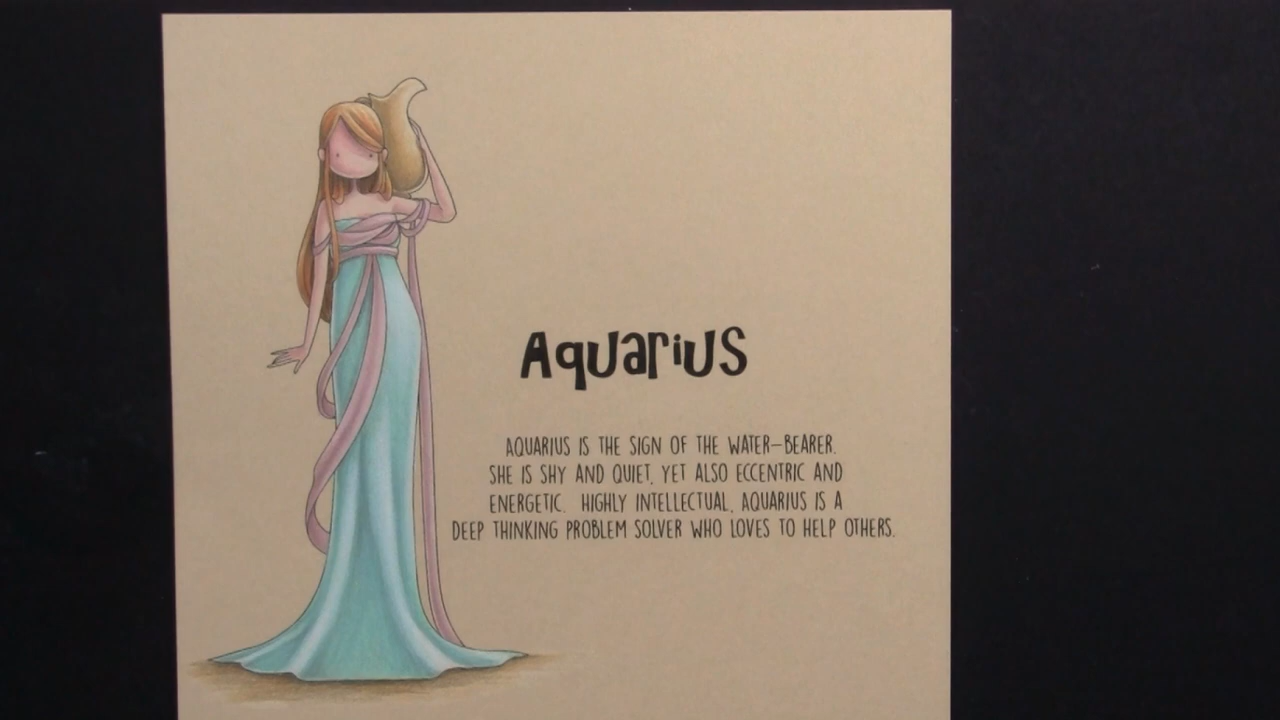 Aquarius
AQUARIUS IS THE SIGN OF THE WATER-BEARER.
SHE IS SHY AND QUIET, YET ALSO ECCENTRIC AND
ENERGETIC. HIGHLY INTELLECTUAL, AQUARIUS IS A
DEEP THINKING PROBLEM SOLVER WHO LOVES TO HELP OTHERS.